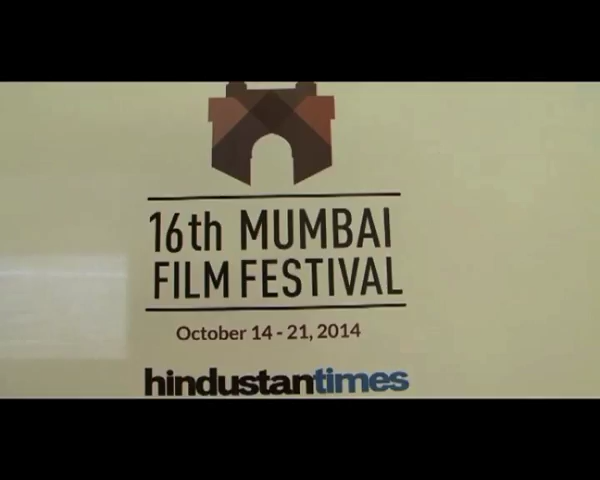 16th MUMBAI
FILM FESTIVAL
October 14 - 21, 2014
hindustantimes